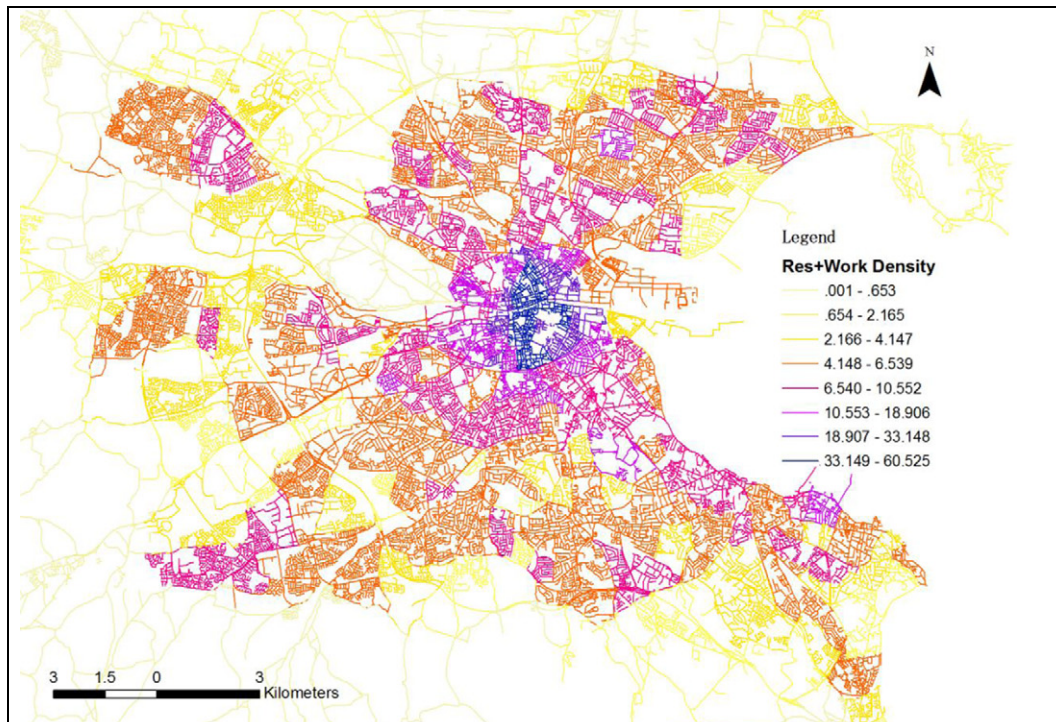 N
Legend
Res+Work Density
.001 - .653
.654 - 2.165
2.166 - 4.147
4.148 - 6.539
6.540 - 10.552
10.553 - 18.906
18.907 - 33.148
33.149 - 60.525
3 1.5 0 3
Kilometers